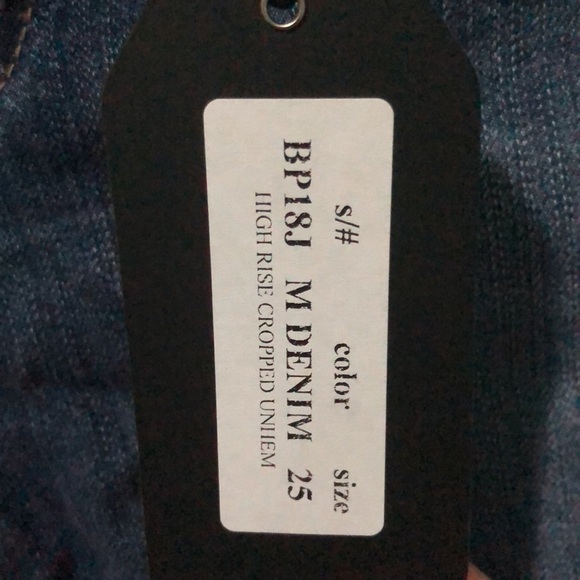 s/# color size
BP18J M DENIM 25
HIGH RISE CROPPED UNHEM